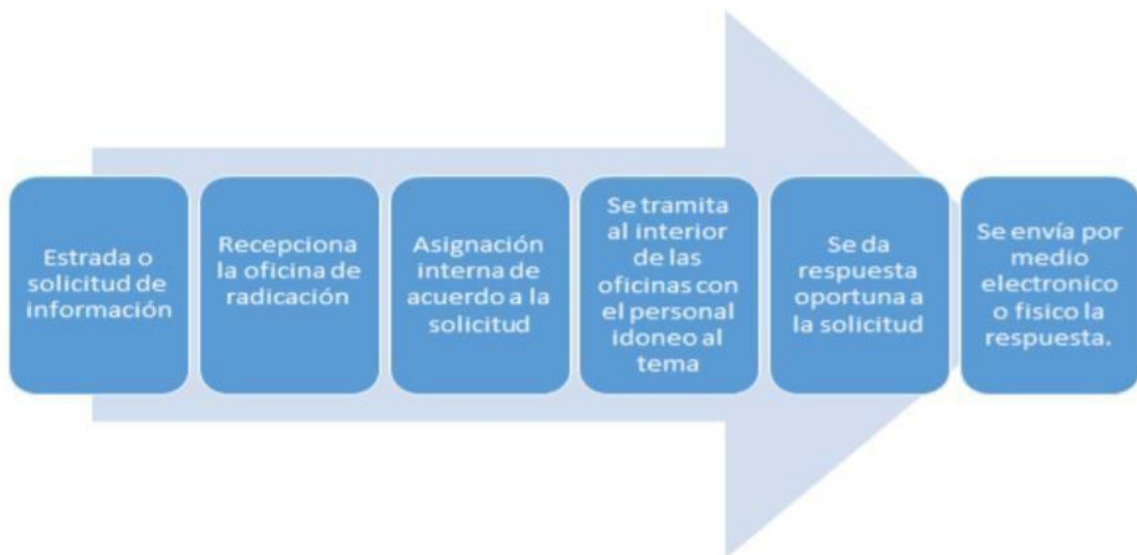 Estrada o
solicitud de
información
Recepciona
la oficina de
radicación
Asignación
interna de
acuerdo a la
solicitud
Se tramita
al interior
de las
oficinas con
el personal
idoneo al
tema
Se da
respuesta
oportuna a
la solicitud
Se envía por
medio
electronico
o fisico la
respuesta.